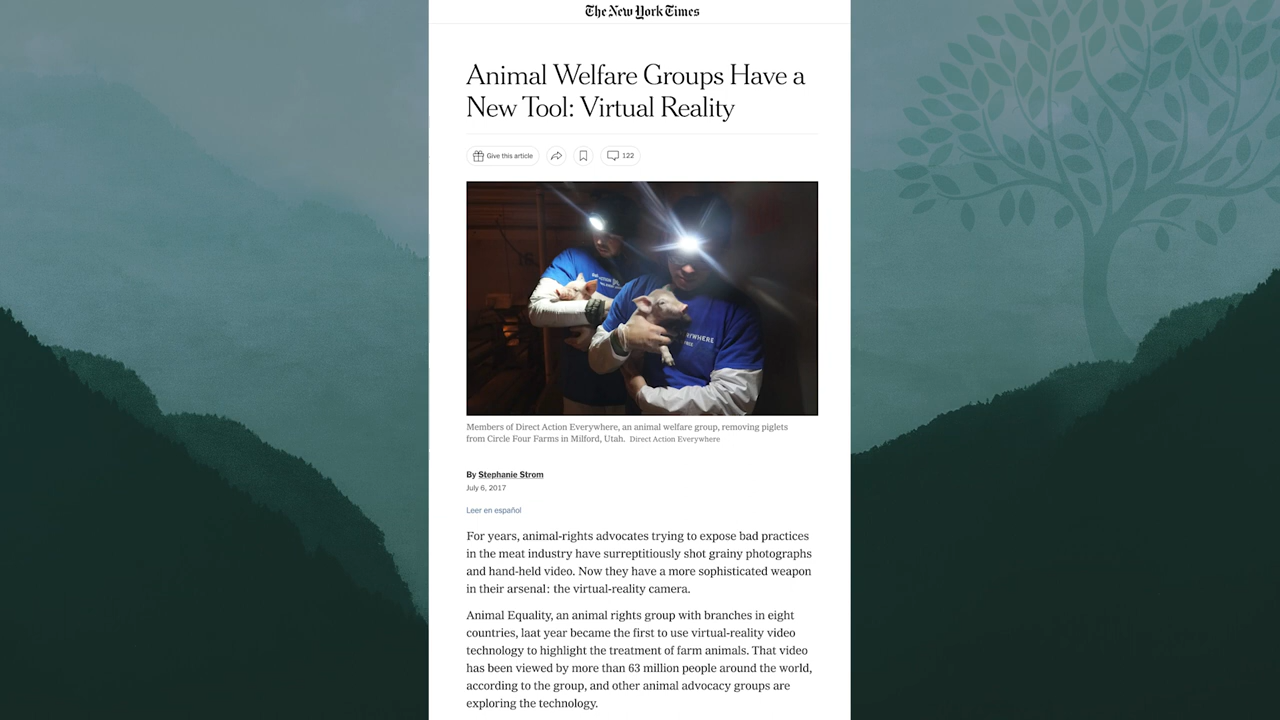 The New York Times
Animal Welfare Groups Have a
New Tool: Virtual Reality
Give this article
122
Members of Direct Action Everywhere, an animal welfare group, removing piglets
from Circle Four Farms in Milford, Utah. Direct Action Everywhere
By Stephanie Strom
July 6, 2017
Leer en español
For years, animal-rights advocates trying to expose bad practices
in the meat industry have surreptitiously shot grainy photographs
and hand-held video. Now they have a more sophisticated weapon
in their arsenal: the virtual-reality camera.
Animal Equality, an animal rights group with branches in eight
countries, laat year became the first to use virtual-reality video
technology to highlight the treatment of farm animals. That video
has been viewed by more than 63 million people around the world,
according to the group, and other animal advocacy groups are
exploring the technology.